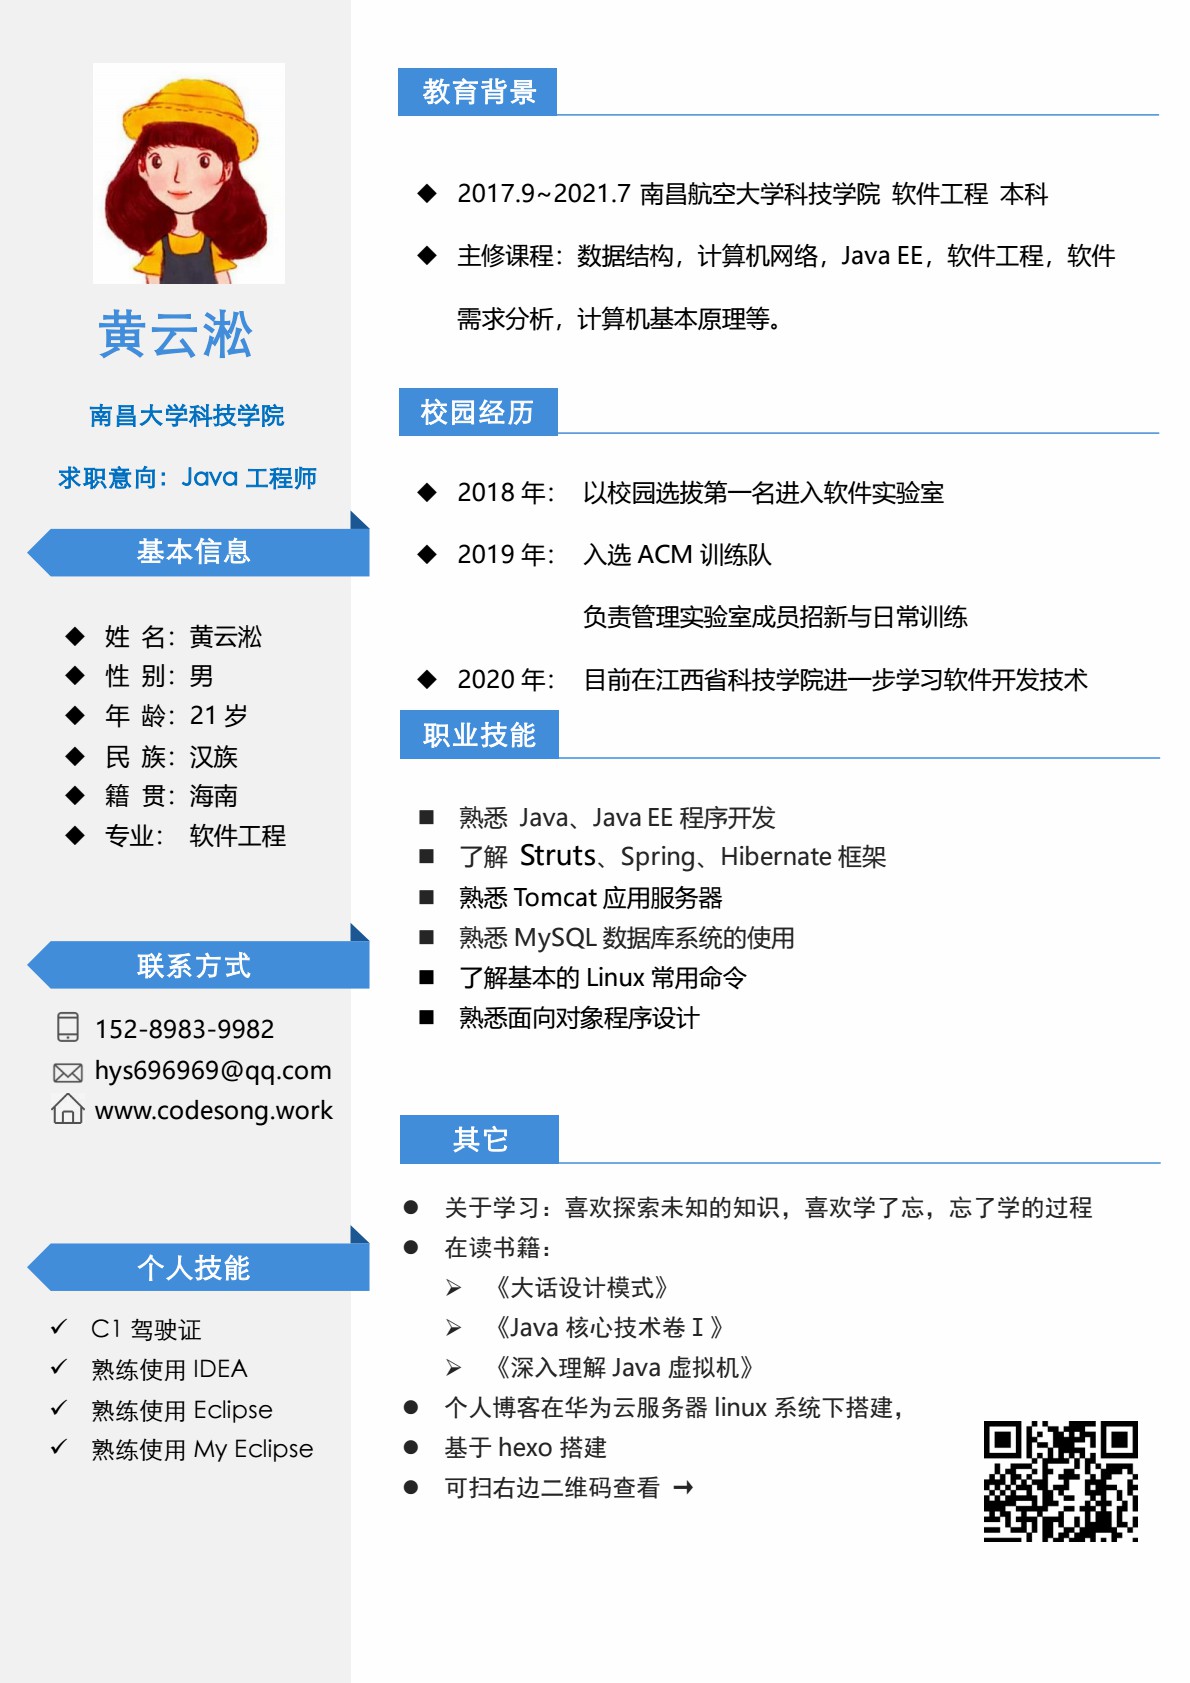 黄云淞
南昌大学科技学院
求职意向：Java 工程师
基本信息
姓 名：黄云淞
性 别：男
年 龄：21 岁
民 族：汉族
籍 贯：海南
专业： 软件工程
联系方式
152-8983-9982
hys696969@qq.com
www.codesong.work
个人技能
C1 驾驶证
熟练使用 IDEA
熟练使用 Eclipse
熟练使用 My Eclipse
教育背景
2017.9~2021.7 南昌航空大学科技学院 软件工程 本科
主修课程：数据结构，计算机网络，Java EE，软件工程，软件
需求分析，计算机基本原理等。
校园经历
2018 年： 以校园选拔第一名进入软件实验室
2019 年： 入选 ACM 训练队
负责管理实验室成员招新与日常训练
2020 年： 目前在江西省科技学院进一步学习软件开发技术
职业技能
熟悉 Java、Java EE 程序开发
了解 Struts、Spring、Hibernate 框架
熟悉 Tomcat 应用服务器
熟悉 MySQL 数据库系统的使用
了解基本的 Linux 常用命令
熟悉面向对象程序设计
其它
关于学习：喜欢探索未知的知识，喜欢学了忘，忘了学的过程
在读书籍：
《大话设计模式》
《Java 核心技术卷 I 》
《深入理解 Java 虚拟机》
个人博客在华为云服务器 linux 系统下搭建，
基于 hexo 搭建
可扫右边二维码查看 →